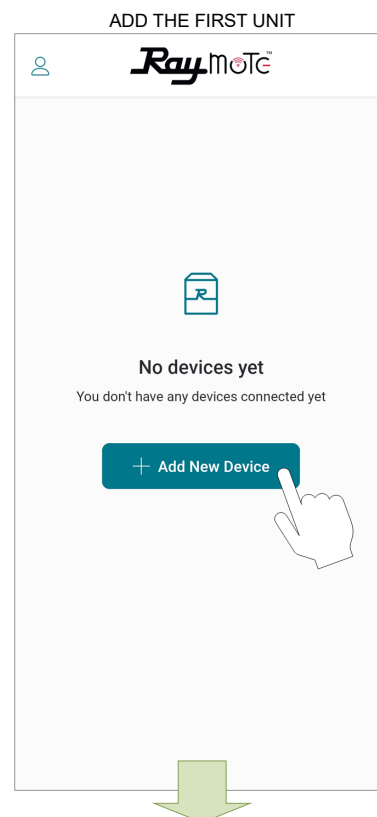 ADD THE FIRST UNIT
RaymoTe™
R
No devices yet
You don't have any devices connected yet
+ Add New Device